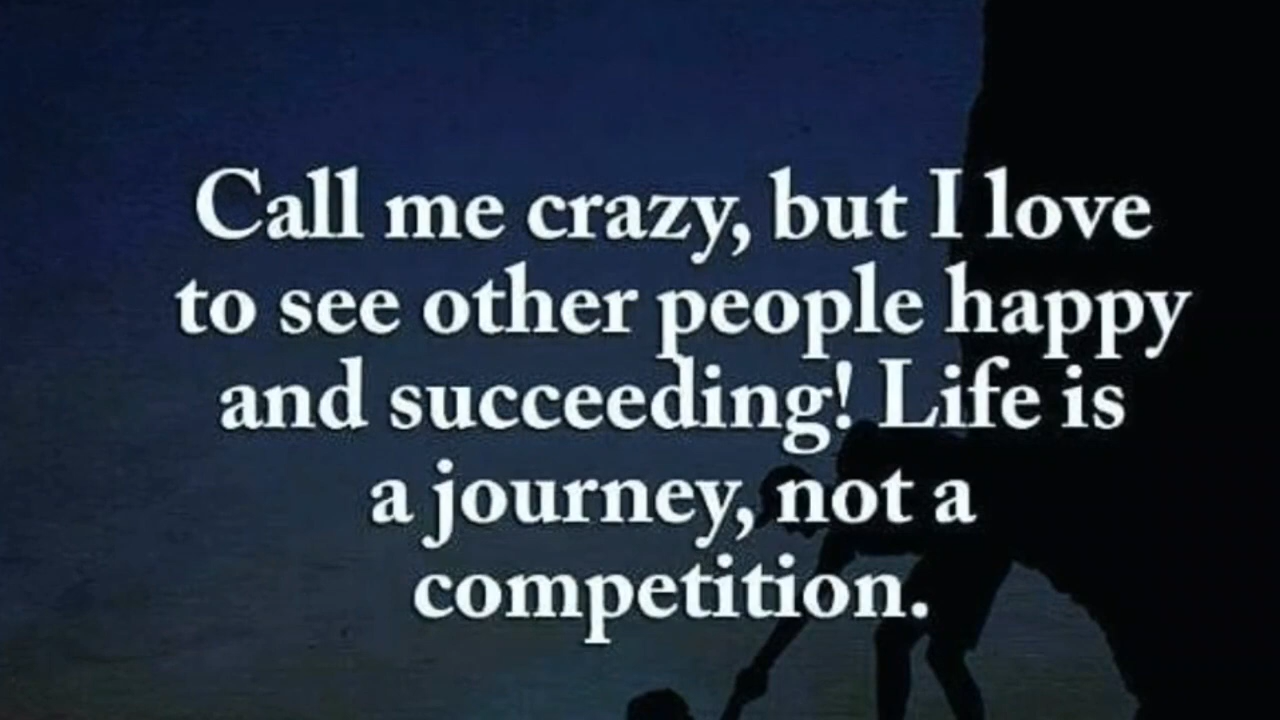 Call me crazy, but I love
to see other people happy
and succeeding! Life is
a journey, not a
competition.